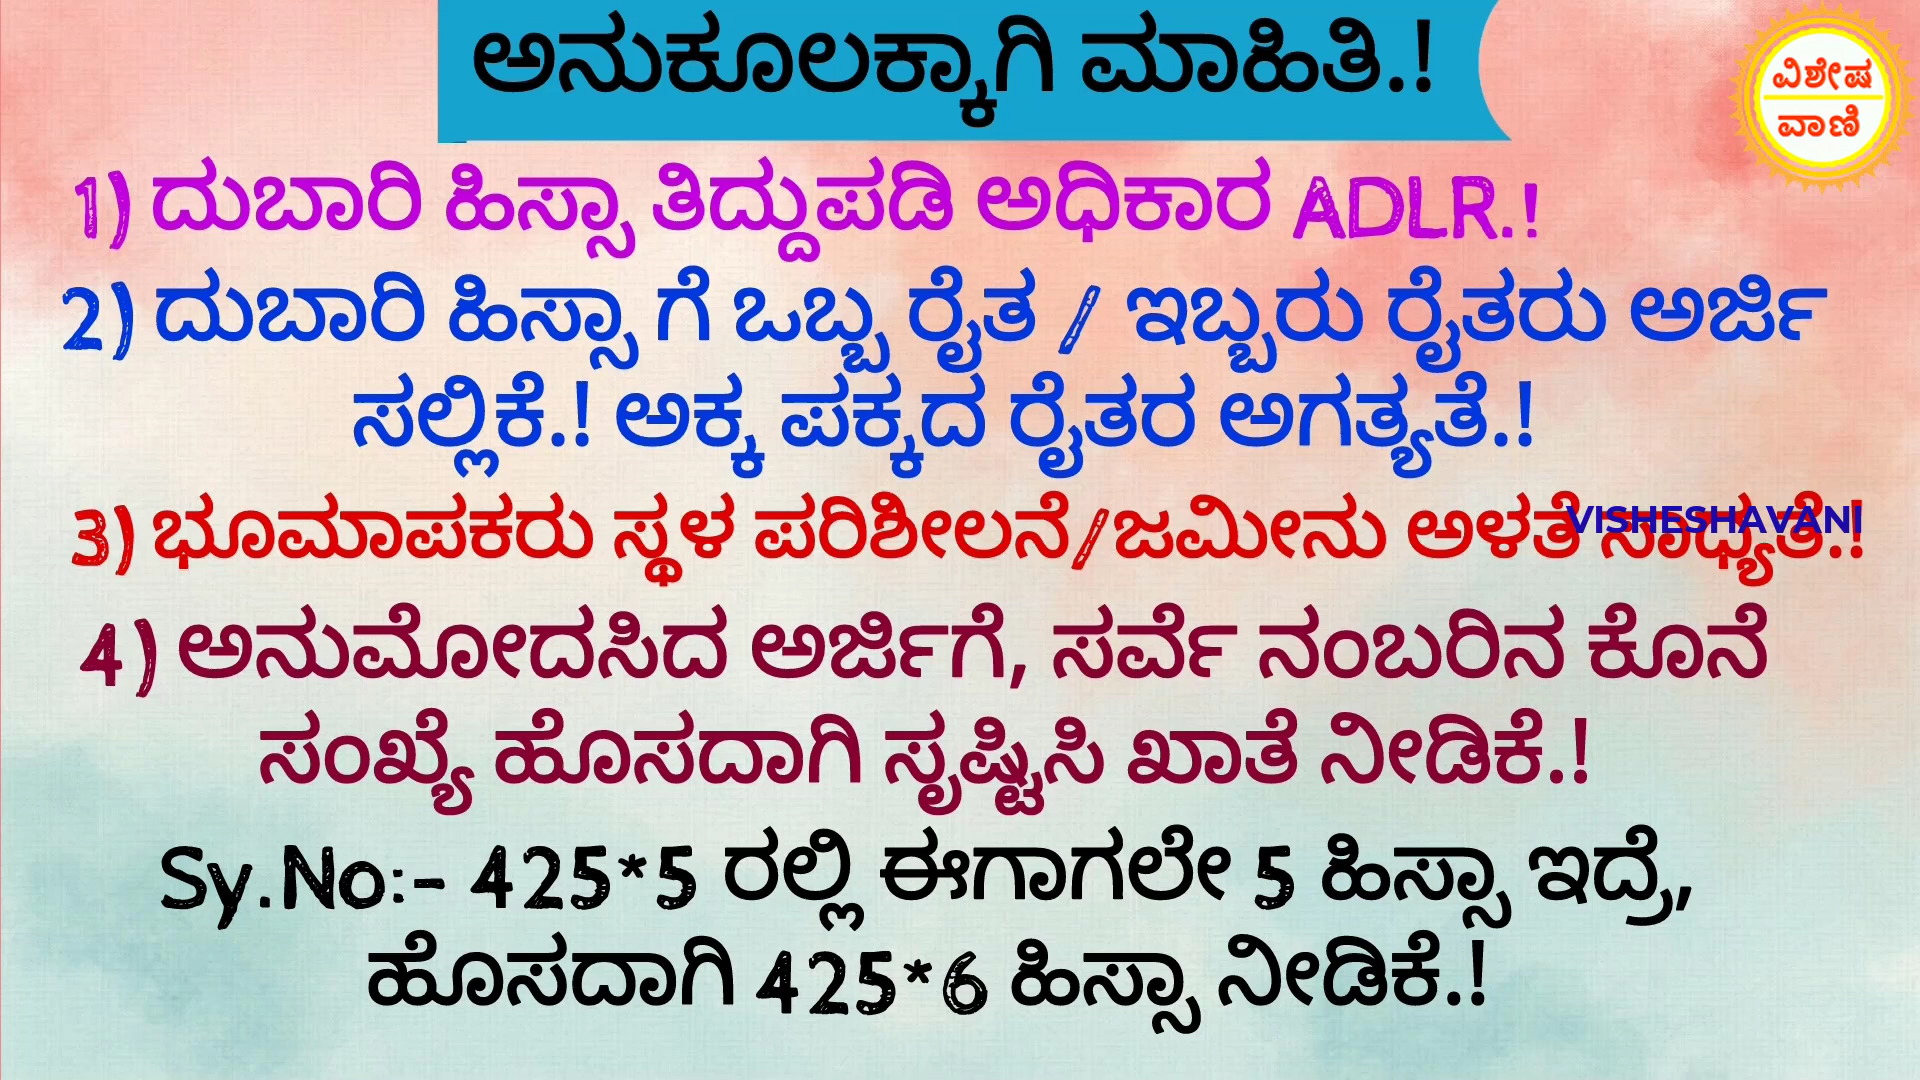 ಅನುಕೂಲಕ್ಕಾಗಿ ಮಾಹಿತಿ.!
ವಿಶೇಷ
ವಾಣಿ
1) ದುಬಾರಿ ಹಿಸ್ಸಾ ತಿದ್ದುಪಡಿ ಅಧಿಕಾರ ADLR.!
2) ದುಬಾರಿ ಹಿಸ್ಸಾ ಗೆ ಒಬ್ಬ ರೈತ / ಇಬ್ಬರು ರೈತರು ಅರ್ಜಿ
ಸಲ್ಲಿಕೆ.! ಅಕ್ಕ ಪಕ್ಕದ ರೈತರ ಅಗತ್ಯತೆ.!
3) ಭೂಮಾಪಕರು ಸ್ಥಳ ಪರಿಶೀಲನೆ/ಜಮೀನು ಅಳತೆ ಸಾಧ್ಯತೆ.!
VISHESHAVANI
4) ಅನುಮೋದಸಿದ ಅರ್ಜಿಗೆ, ಸರ್ವೆ ನಂಬರಿನ ಕೊನೆ
ಸಂಖ್ಯೆ ಹೊಸದಾಗಿ ಸೃಷ್ಟಿಸಿ ಖಾತೆ ನೀಡಿಕೆ.!
Sy.No:- 425*5 ರಲ್ಲಿ ಈಗಾಗಲೇ 5 ಹಿಸ್ಸಾ ಇದ್ರೆ,
ಹೊಸದಾಗಿ 425*6 ಹಿಸ್ಸಾ ನೀಡಿಕೆ.!